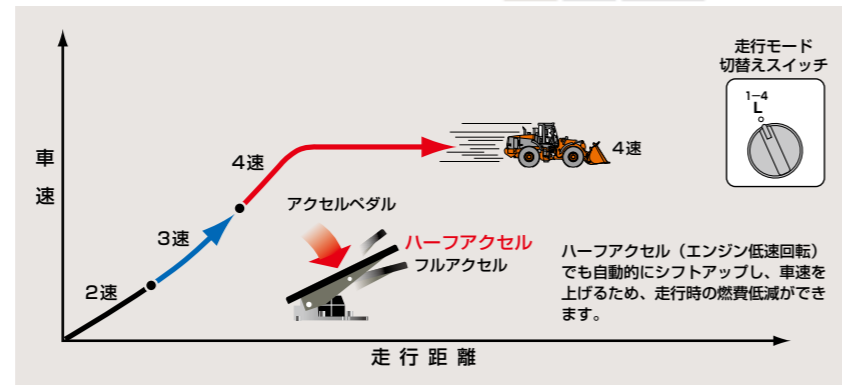 走行モード
切替えスイッチ
1−4
L
車速
4速
4速
アクセルペダル
3速
ハーフアクセル
フルアクセル
2速
ハーフアクセル（エンジン低速回転）
でも自動的にシフトアップし、車速を
上げるため、走行時の燃費低減ができ
ます。
走行距離